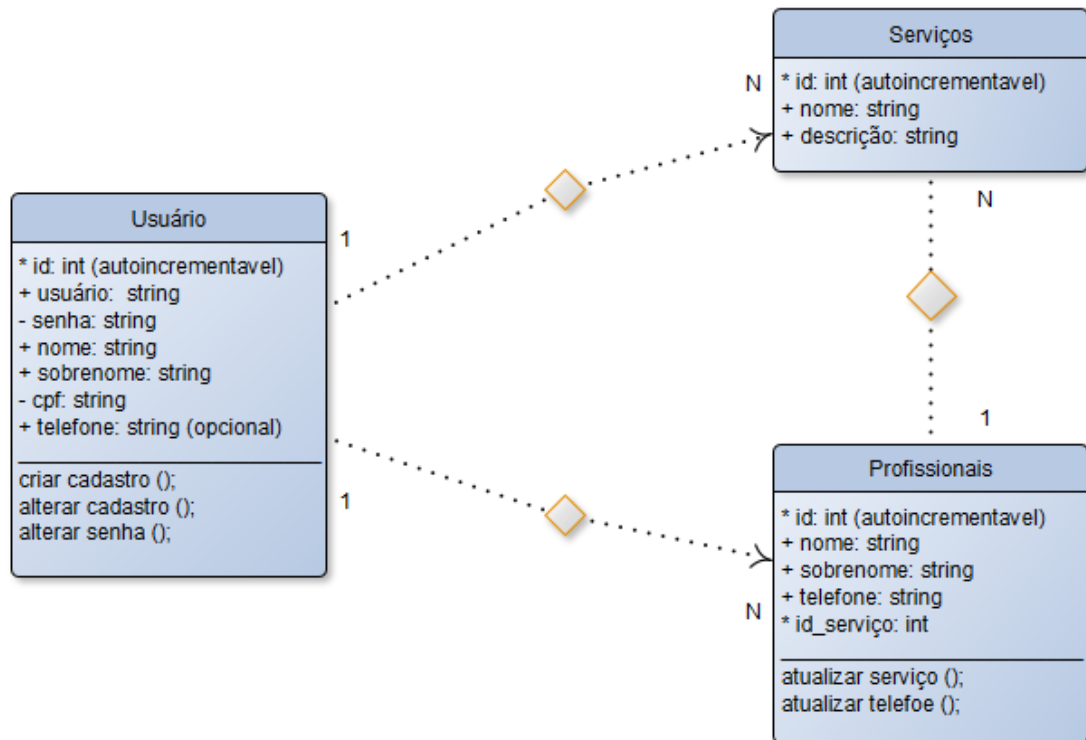 Serviços
* id: int (autoincrementavel)
+ nome: string
+ descrição: string
N
N
Usuário
* id: int (autoincrementavel)
+ usuário:  string
- senha: string
+ nome: string
+ sobrenome: string
- cpf: string
+ telefone: string (opcional)
criar cadastro ();
alterar cadastro ();
alterar senha ();
1
1
1
N
Profissionais
* id: int (autoincrementavel)
+ nome: string
+ sobrenome: string
+ telefone: string
* id_serviço: int
atualizar serviço ();
atualizar telefoe ();